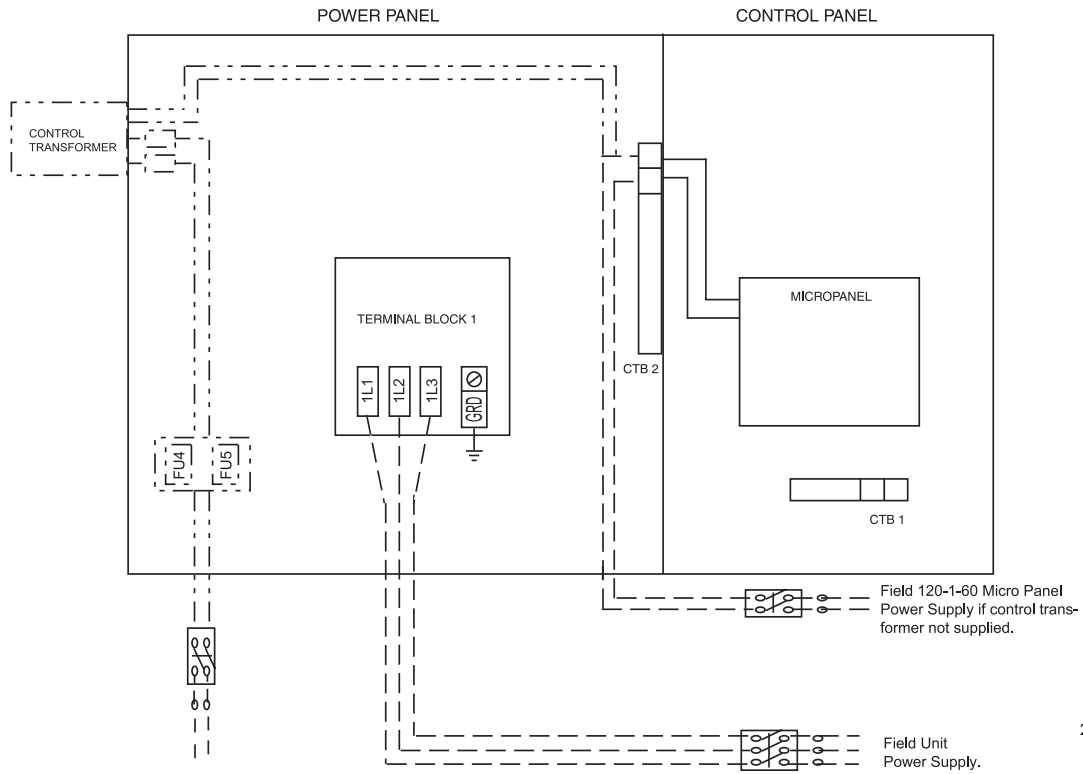 POWER PANEL
CONTROL PANEL
CONTROL
TRANSFORMER
TERMINAL BLOCK 1
1L1
1L2
1L3
GRD
CTB 2
MICROPANEL
FU4
FU5
CTB 1
Field 120-1-60 Micro Panel
Power Supply if control trans-
former not supplied.
2
Field Unit
Power Supply.